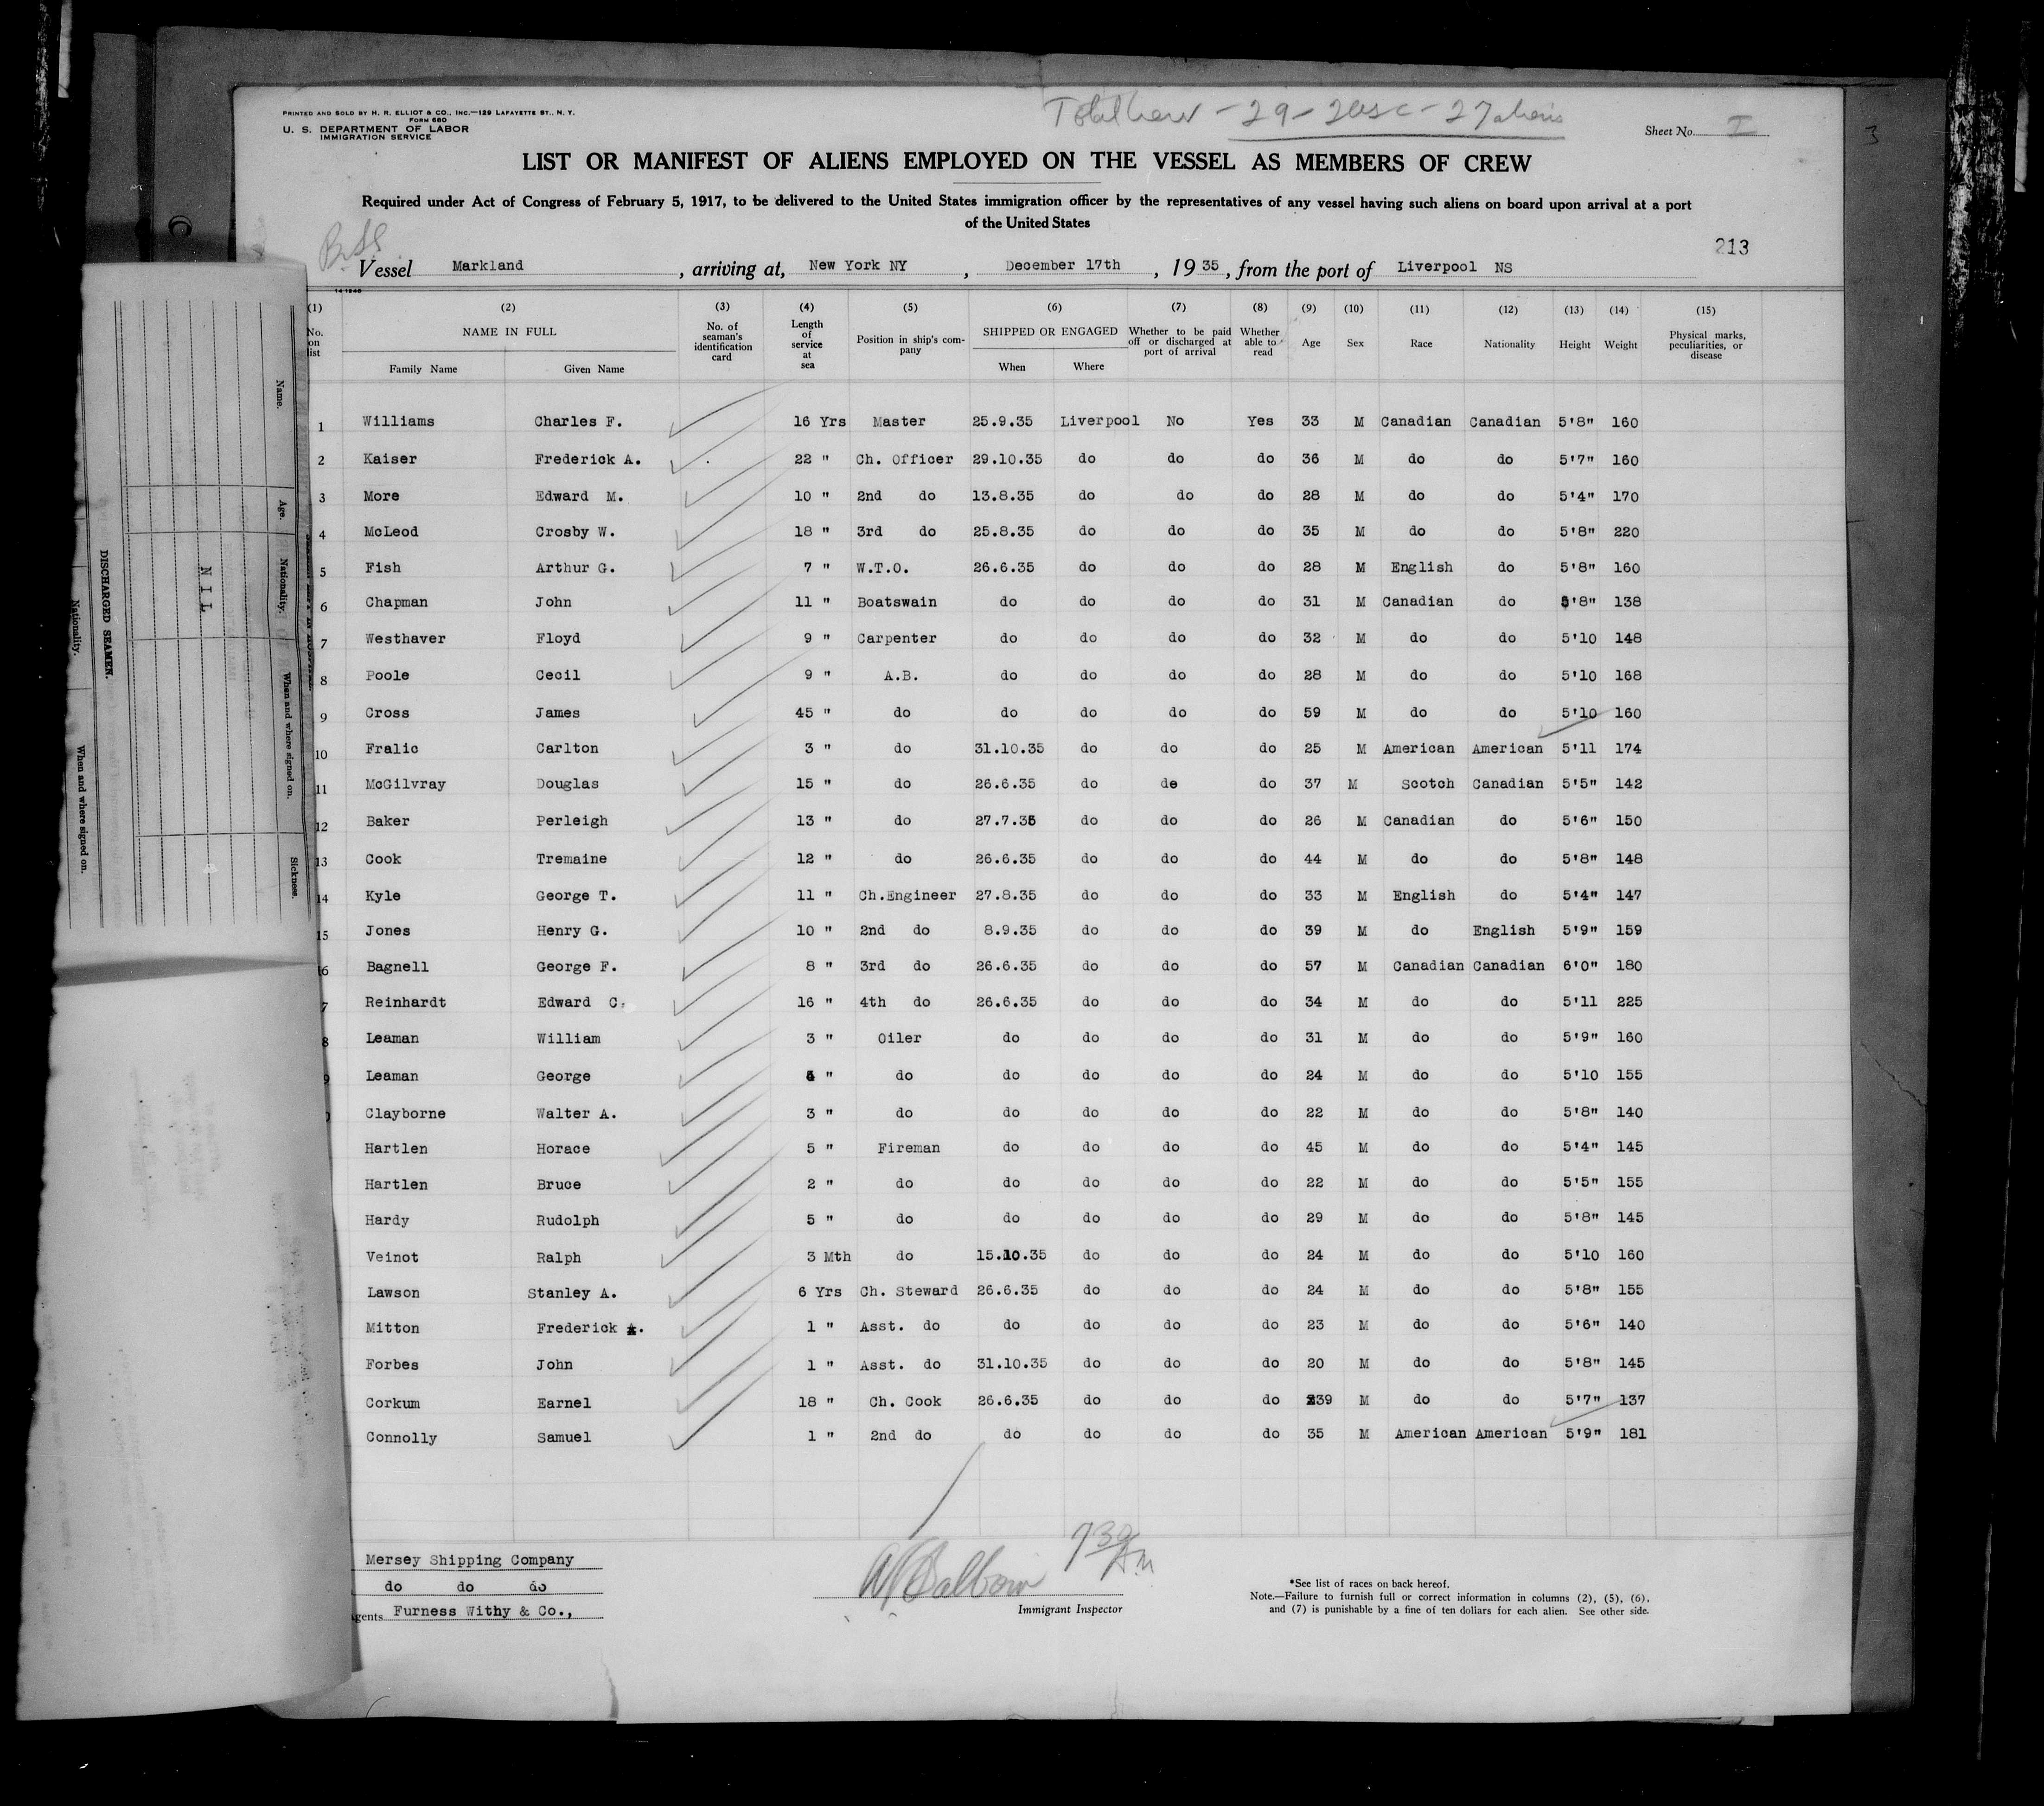 PRINTED AND SOLD BY H. R. ELLIOT & CO., INC.—129 LAFAYETTE ST., N. Y.
FORM 680
U. S. DEPARTMENT OF LABOR
IMMIGRATION SERVICE
Total Crew - 29 - 2 USC - 27 aliens
Sheet No. I
3
LIST OR MANIFEST OF ALIENS EMPLOYED ON THE VESSEL AS MEMBERS OF CREW
Required under Act of Congress of February 5, 1917, to be delivered to the United States immigration officer by the representatives of any vessel having such aliens on board upon arrival at a port
of the United States
213
Br. SS
Vessel Markland, arriving at, New York NY, December 17th, 1935, from the port of Liverpool NS
(1) (2) (3) (4) (5) (6) (7) (8) (9) (10) (11) (12) (13) (14) (15)
No. on list NAME IN FULL Family Name Given Name No. of seaman's identification card Length of service at sea Position in ship's company SHIPPED OR ENGAGED When Where Whether to be paid off or discharged at port of arrival Whether able to read Age Sex Race Nationality Height Weight Physical marks, peculiarities, or disease
1 Williams Charles F. 16 Yrs Master 25.9.35 Liverpool No Yes 33 M Canadian Canadian 5'8" 160
2 Kaiser Frederick A. 22 " Ch. Officer 29.10.35 do do do 36 M do do 5'7" 160
3 More Edward M. 10 " 2nd do 13.8.35 do do do 28 M do do 5'4" 170
4 McLeod Crosby W. 18 " 3rd do 25.8.35 do do do 35 M do do 5'8" 220
5 Fish Arthur G. 7 " W.T.O. 26.6.35 do do do 28 M English do 5'8" 160
6 Chapman John 11 " Boatswain do do do do 31 M Canadian do 5'8" 138
7 Westhaver Floyd 9 " Carpenter do do do do 32 M do do 5'10 148
8 Poole Cecil 9 " A.B. do do do do 28 M do do 5'10 168
9 Cross James 45 " do do do do do 59 M do do 5'10 160
10 Fralic Carlton 3 " do 31.10.35 do do do 25 M American American 5'11 174
11 McGilvray Douglas 15 " do 26.6.35 do de do 37 M Scotch Canadian 5'5" 142
12 Baker Perleigh 13 " do 27.7.35 do do do 26 M Canadian do 5'6" 150
13 Cook Tremaine 12 " do 26.6.35 do do do 44 M do do 5'8" 148
14 Kyle George T. 11 " Ch.Engineer 27.8.35 do do do 33 M English do 5'4" 147
15 Jones Henry G. 10 " 2nd do 8.9.35 do do do 39 M do English 5'9" 159
6 Bagnell George F. 8 " 3rd do 26.6.35 do do do 57 M Canadian Canadian 6'0" 180
7 Reinhardt Edward C. 16 " 4th do 26.6.35 do do do 34 M do do 5'11 225
8 Leaman William 3 " Oiler do do do do 31 M do do 5'9" 160
9 Leaman George " do do do do do 24 M do do 5'10 155
Clayborne Walter A. 3 " do do do do do 22 M do do 5'8" 140
Hartlen Horace 5 " Fireman do do do do 45 M do do 5'4" 145
Hartlen Bruce 2 " do do do do do 22 M do do 5'5" 155
Hardy Rudolph 5 " do do do do do 29 M do do 5'8" 145
Veinot Ralph 3 Mth do 15.10.35 do do do 24 M do do 5'10 160
Lawson Stanley A. 6 Yrs Ch. Steward 26.6.35 do do do 24 M do do 5'8" 155
Mitton Frederick 1 " Asst. do do do do do 23 M do do 5'6" 140
Forbes John 1 " Asst. do 31.10.35 do do do 20 M do do 5'8" 145
Corkum Earnel 18 " Ch. Cook 26.6.35 do do do 39 M do do 5'7" 137
Connolly Samuel 1 " 2nd do do do do do 35 M American American 5'9" 181
Mersey Shipping Company
do do do
gents Furness Withy & Co.,
7 30 AM
Immigrant Inspector
*See list of races on back hereof.
Note.—Failure to furnish full or correct information in columns (2), (5), (6),
and (7) is punishable by a fine of ten dollars for each alien. See other side.
Name. Age. Nationality. When and where signed on. Sickness.
NIL
DISCHARGED SEAMEN.
Nationality. When and where signed on.